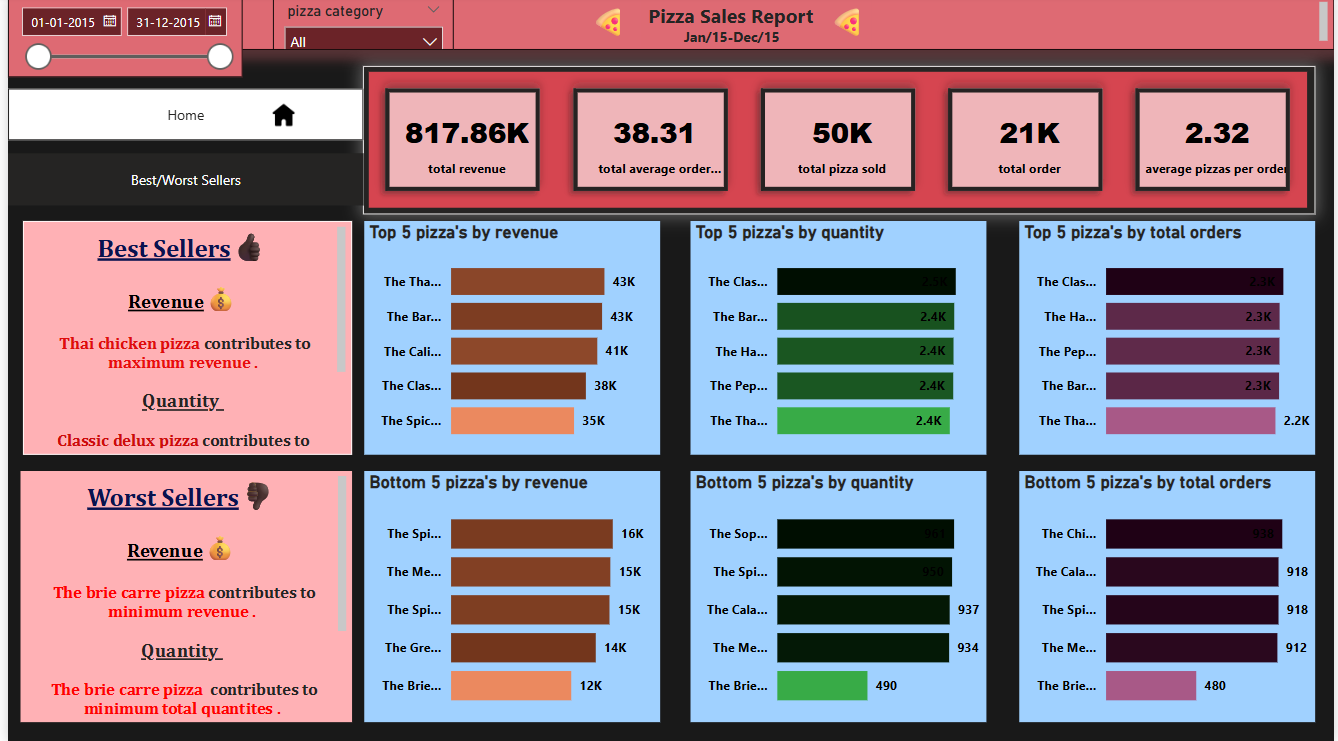 01-01-2015
31-12-2015
pizza category
All
Pizza Sales Report
Jan/15-Dec/15
Home
Best/Worst Sellers
817.86K
total revenue
38.31
total average order...
50K
total pizza sold
21K
total order
2.32
average pizzas per order
Best Sellers
Revenue
Thai chicken pizza contributes to
maximum revenue .
Quantity
Classic delux pizza contributes to
Top 5 pizza's by revenue
The Tha... 43K
The Bar... 43K
The Cali... 41K
The Clas... 38K
The Spic... 35K
Top 5 pizza's by quantity
The Clas... 2.5K
The Bar... 2.4K
The Ha... 2.4K
The Pep... 2.4K
The Tha... 2.4K
Top 5 pizza's by total orders
The Clas... 2.3K
The Ha... 2.3K
The Pep... 2.3K
The Bar... 2.3K
The Tha... 2.2K
Worst Sellers
Revenue
The brie carre pizza contributes to
minimum revenue .
Quantity
The brie carre pizza contributes to
minimum total quantites .
Bottom 5 pizza's by revenue
The Spi... 16K
The Me... 15K
The Spi... 15K
The Gre... 14K
The Brie... 12K
Bottom 5 pizza's by quantity
The Sop... 961
The Spi... 950
The Cala... 937
The Me... 934
The Brie... 490
Bottom 5 pizza's by total orders
The Chi... 938
The Cala... 918
The Spi... 918
The Me... 912
The Brie... 480